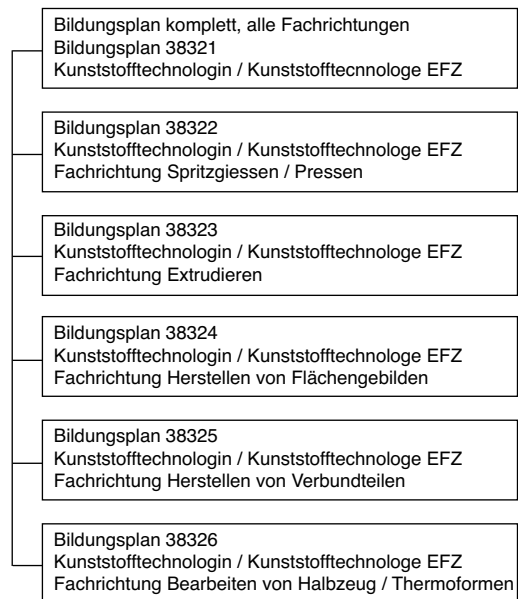 Bildungsplan komplett, alle Fachrichtungen
Bildungsplan 38321
Kunststofftechnologin / Kunststofftecnnologe EFZ
Bildungsplan 38322
Kunststofftechnologin / Kunststofftechnologe EFZ
Fachrichtung Spritzgiessen / Pressen
Bildungsplan 38323
Kunststofftechnologin / Kunststofftechnologe EFZ
Fachrichtung Extrudieren
Bildungsplan 38324
Kunststofftechnologin / Kunststofftechnologe EFZ
Fachrichtung Herstellen von Flächengebilden
Bildungsplan 38325
Kunststofftechnologin / Kunststofftechnologe EFZ
Fachrichtung Herstellen von Verbundteilen
Bildungsplan 38326
Kunststofftechnologin / Kunststofftechnologe EFZ
Fachrichtung Bearbeiten von Halbzeug / Thermoformen